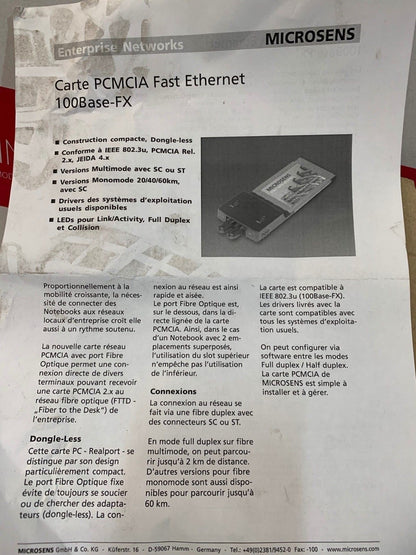 MICROSENS
Enterprise Networks
Carte PCMCIA Fast Ethernet
100Base-FX
■ Construction compacte, Dongle-less
■ Conforme à IEEE 802.3u, PCMCIA Rel.
2.x, JEIDA 4.x
■ Versions Multimode avec SC ou ST
■ Versions Monomode 20/40/60km,
avec SC
■ Drivers des systèmes d'exploitation
usuels disponibles
■ LEDs pour Link/Activity, Full Duplex
et Collision
MICROSENS
Proportionnellement à la
mobilité croissante, la néces-
sité de connecter des
Notebooks aux réseaux
locaux d'entreprise croît elle
aussi à un rythme soutenu.
La nouvelle carte réseau
PCMCIA avec port Fibre
Optique permet une con-
nexion directe de divers
terminaux pouvant recevoir
une carte PCMCIA 2.x au
réseau fibre optique (FTTD -
„Fiber to the Desk") de
l'entreprise.
Dongle-Less
Cette carte PC - Realport - se
distingue par son design
particulièrement compact.
Le port Fibre Optique fixe
évite de toujours se soucier
ou de chercher des adapta-
teurs (dongle-less). La con-
nexion au réseau est ainsi
rapide et aisée.
Le port Fibre Optique est,
sur le dessous, dans la di-
recte lignée de la carte
PCMCIA. Ainsi, dans le cas
d'un Notebook avec 2 em-
placements superposés,
l'utilisation du slot supérieur
n'empêche pas l'utilisation
de l'inférieur.
Connexions
La connexion au réseau se
fait via une fibre duplex avec
des connecteurs SC ou ST.
En mode full duplex sur fibre
multimode, on peut parcou-
rir jusqu'à 2 km de distance.
D'autres versions pour fibre
monomode sont aussi dispo-
nibles pour parcourir jusqu'à
60 km.
La carte est compatible à
IEEE 802.3u (100Base-FX).
Les drivers livrés avec la
carte sont compatibles avec
tous les systèmes d'exploita-
tion usuels.
On peut configurer via
software entre les modes
Full duplex / Half duplex.
La carte PCMCIA de
MICROSENS est simple à
installer et à gérer.
MICROSENS GmbH & Co. KG - Küferstr. 16 - D-59067 Hamm - Germany - Tel.: +49(0)2381/9452-0 Fax: -100 - www.microsens.com